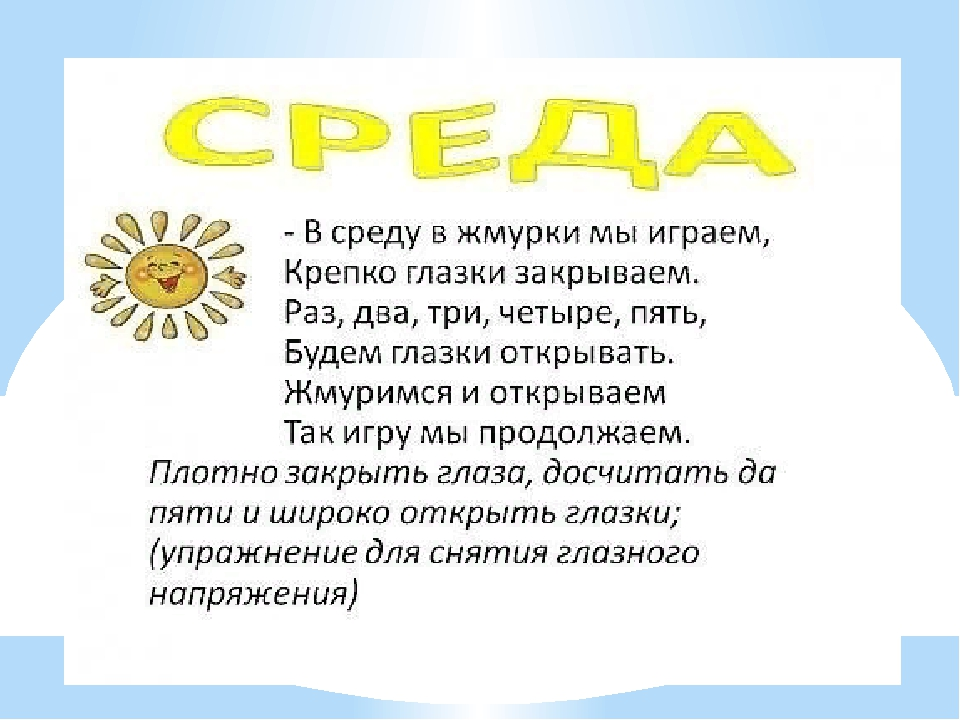 СРЕДА
- В среду в жмурки мы играем,
Крепко глазки закрываем.
Раз, два, три, четыре, пять,
Будем глазки открывать.
Жмуримся и открываем
Так игру мы продолжаем.
Плотно закрыть глаза, досчитать да
пяти и широко открыть глазки;
(упражнение для снятия глазного
напряжения)